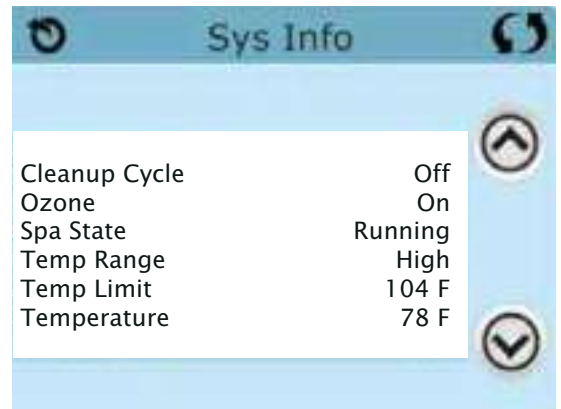 Sys Info
Cleanup Cycle Off
Ozone On
Spa State Running
Temp Range High
Temp Limit 104 F
Temperature 78 F